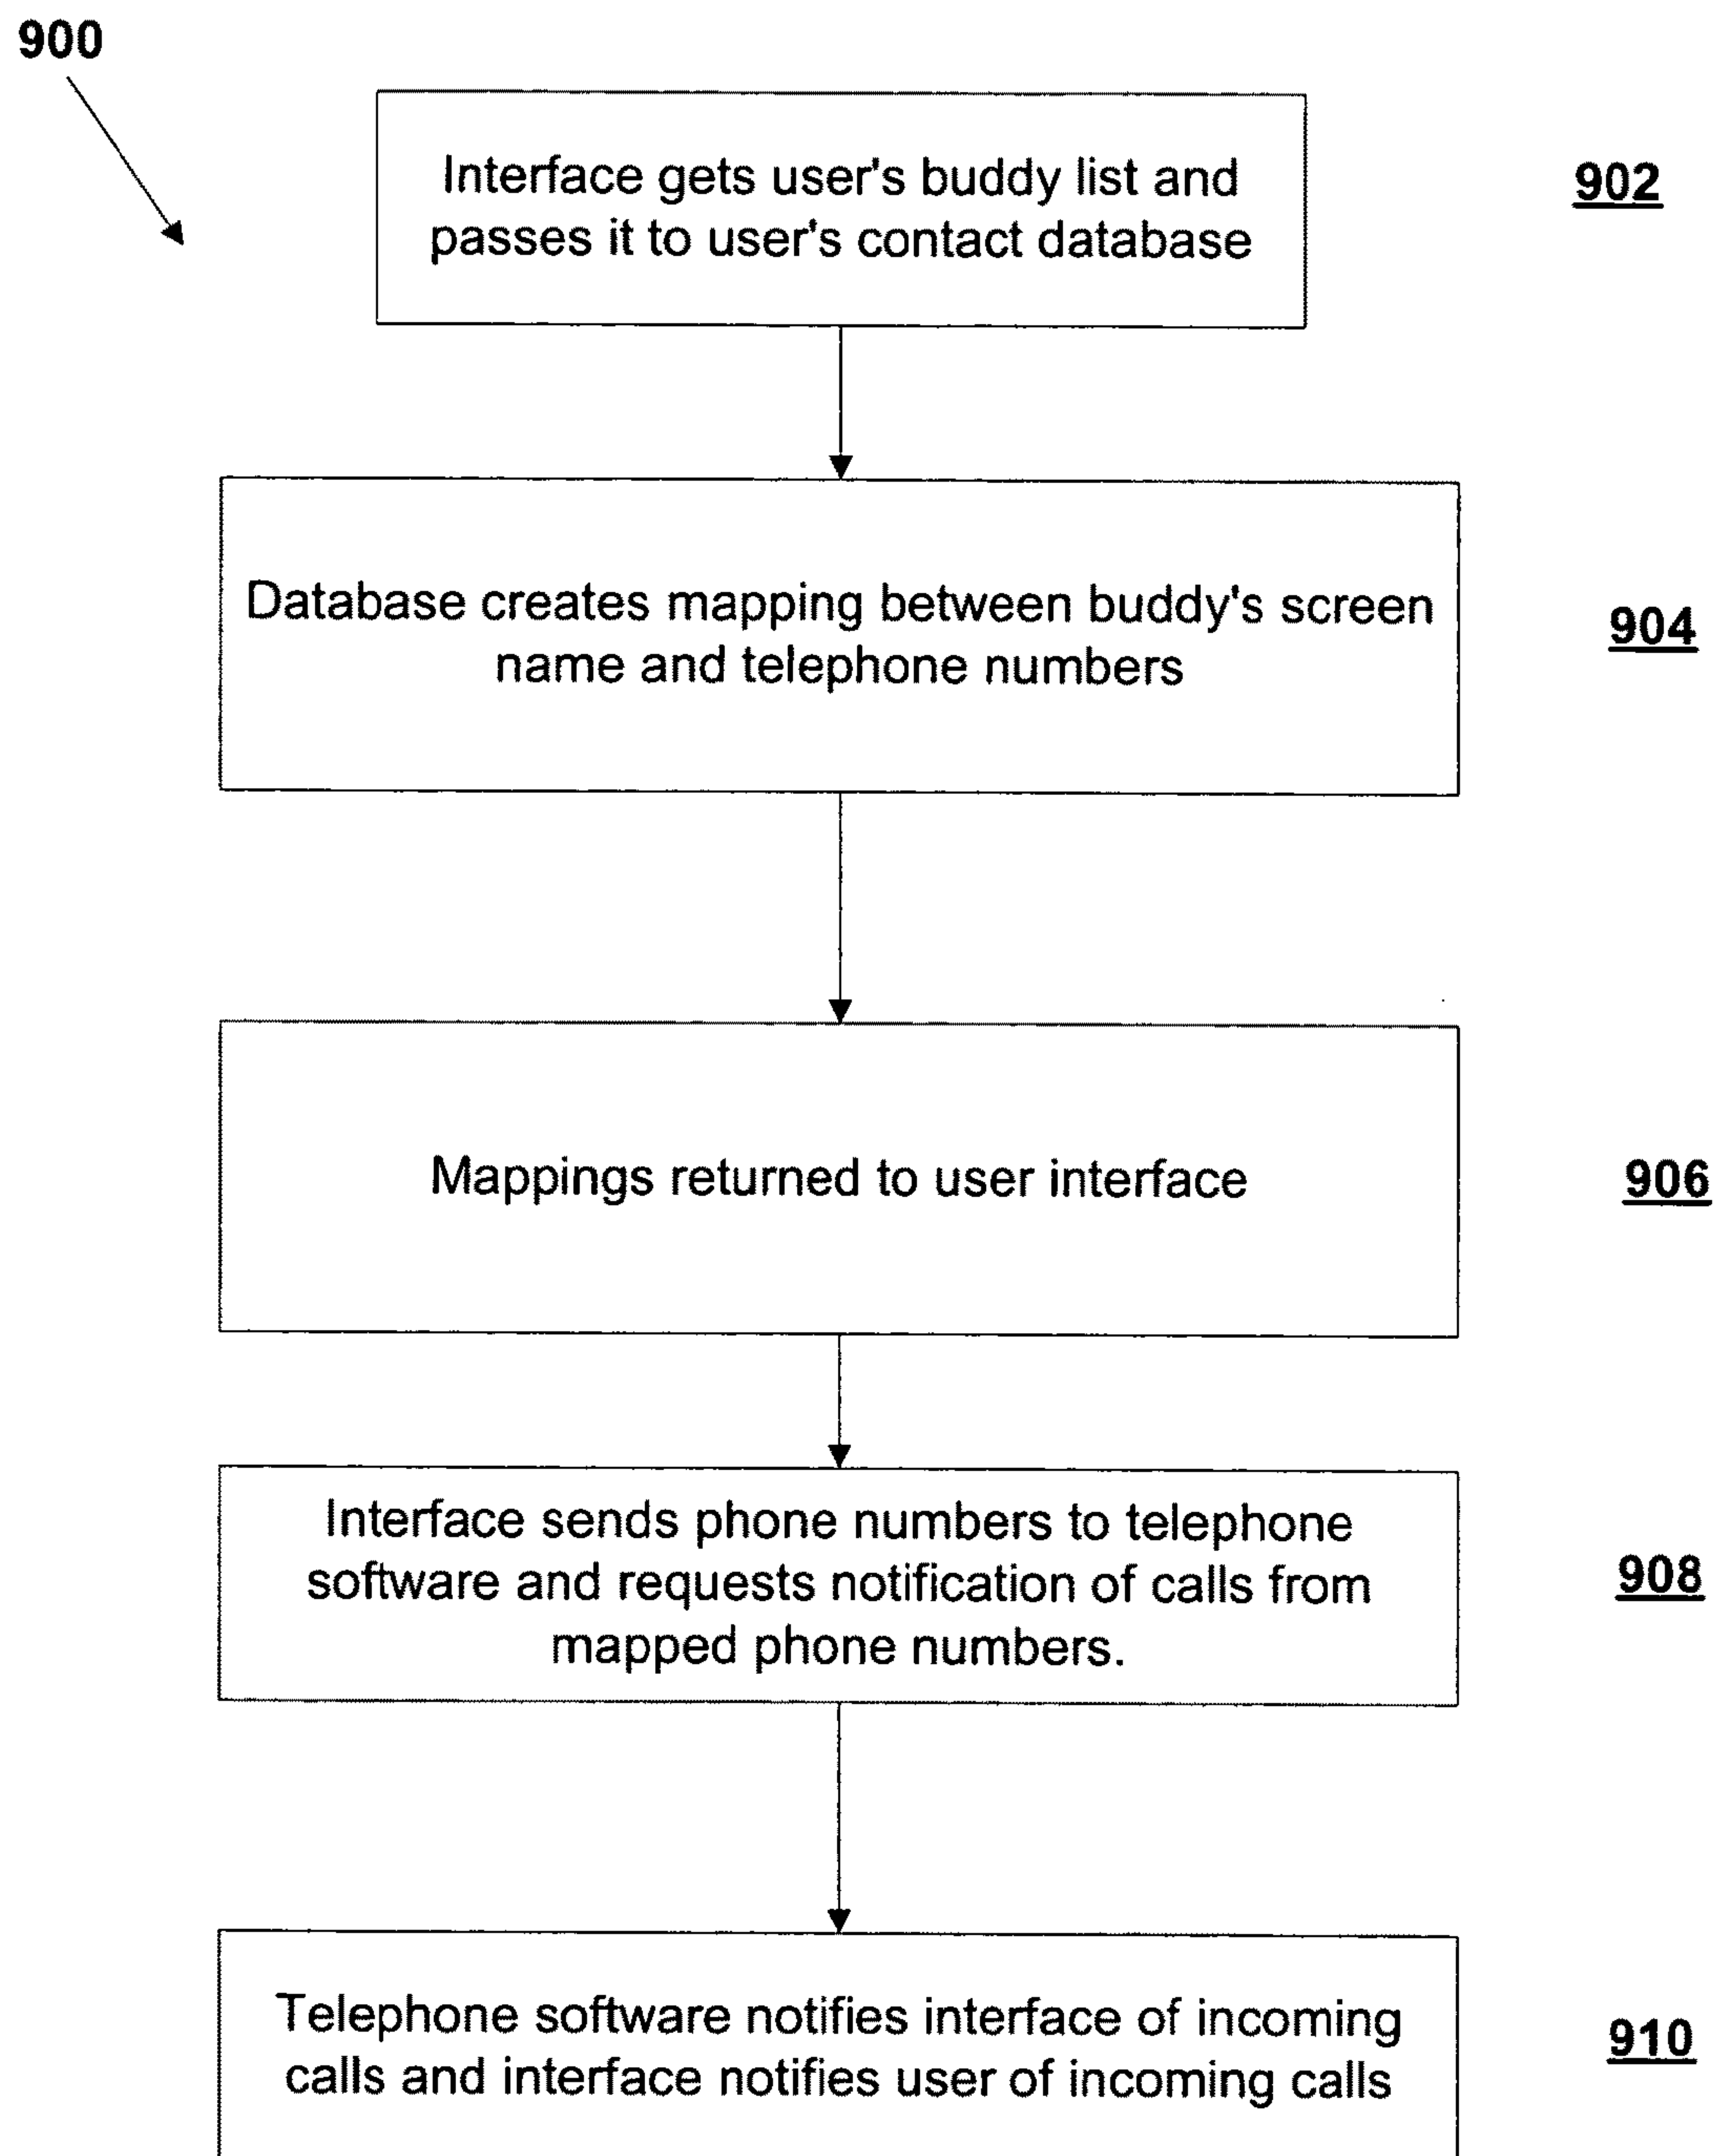 900
Interface gets user's buddy list and
passes it to user's contact database
902
Database creates mapping between buddy's screen
name and telephone numbers
904
Mappings returned to user interface
906
Interface sends phone numbers to telephone
software and requests notification of calls from
mapped phone numbers.
908
Telephone software notifies interface of incoming
calls and interface notifies user of incoming calls
910